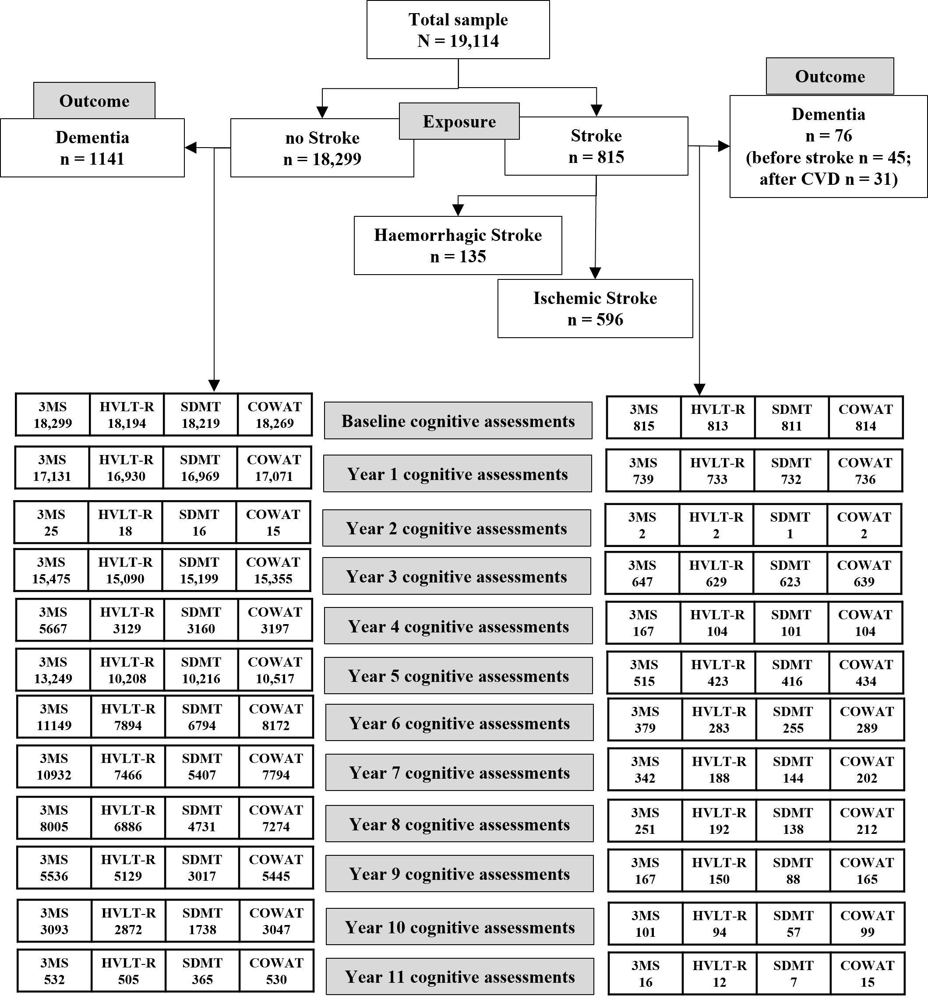 Total sample
N = 19,114
Outcome
Dementia
n = 1141
no Stroke
n = 18,299
Exposure
Stroke
n = 815
Outcome
Dementia
n = 76
(before stroke n = 45;
after CVD n = 31)
Haemorrhagic Stroke
n = 135
Ischemic Stroke
n = 596
3MS HVLT-R SDMT COWAT
18,299 18,194 18,219 18,269
Baseline cognitive assessments
3MS HVLT-R SDMT COWAT
815 813 811 814
3MS HVLT-R SDMT COWAT
17,131 16,930 16,969 17,071
Year 1 cognitive assessments
3MS HVLT-R SDMT COWAT
739 733 732 736
3MS HVLT-R SDMT COWAT
25 18 16 15
Year 2 cognitive assessments
3MS HVLT-R SDMT COWAT
2 2 1 2
3MS HVLT-R SDMT COWAT
15,475 15,090 15,199 15,355
Year 3 cognitive assessments
3MS HVLT-R SDMT COWAT
647 629 623 639
3MS HVLT-R SDMT COWAT
5667 3129 3160 3197
Year 4 cognitive assessments
3MS HVLT-R SDMT COWAT
167 104 101 104
3MS HVLT-R SDMT COWAT
13,249 10,208 10,216 10,517
Year 5 cognitive assessments
3MS HVLT-R SDMT COWAT
515 423 416 434
3MS HVLT-R SDMT COWAT
11149 7894 6794 8172
Year 6 cognitive assessments
3MS HVLT-R SDMT COWAT
379 283 255 289
3MS HVLT-R SDMT COWAT
10932 7466 5407 7794
Year 7 cognitive assessments
3MS HVLT-R SDMT COWAT
342 188 144 202
3MS HVLT-R SDMT COWAT
8005 6886 4731 7274
Year 8 cognitive assessments
3MS HVLT-R SDMT COWAT
251 192 138 212
3MS HVLT-R SDMT COWAT
5536 5129 3017 5445
Year 9 cognitive assessments
3MS HVLT-R SDMT COWAT
167 150 88 165
3MS HVLT-R SDMT COWAT
3093 2872 1738 3047
Year 10 cognitive assessments
3MS HVLT-R SDMT COWAT
101 94 57 99
3MS HVLT-R SDMT COWAT
532 505 365 530
Year 11 cognitive assessments
3MS HVLT-R SDMT COWAT
16 12 7 15